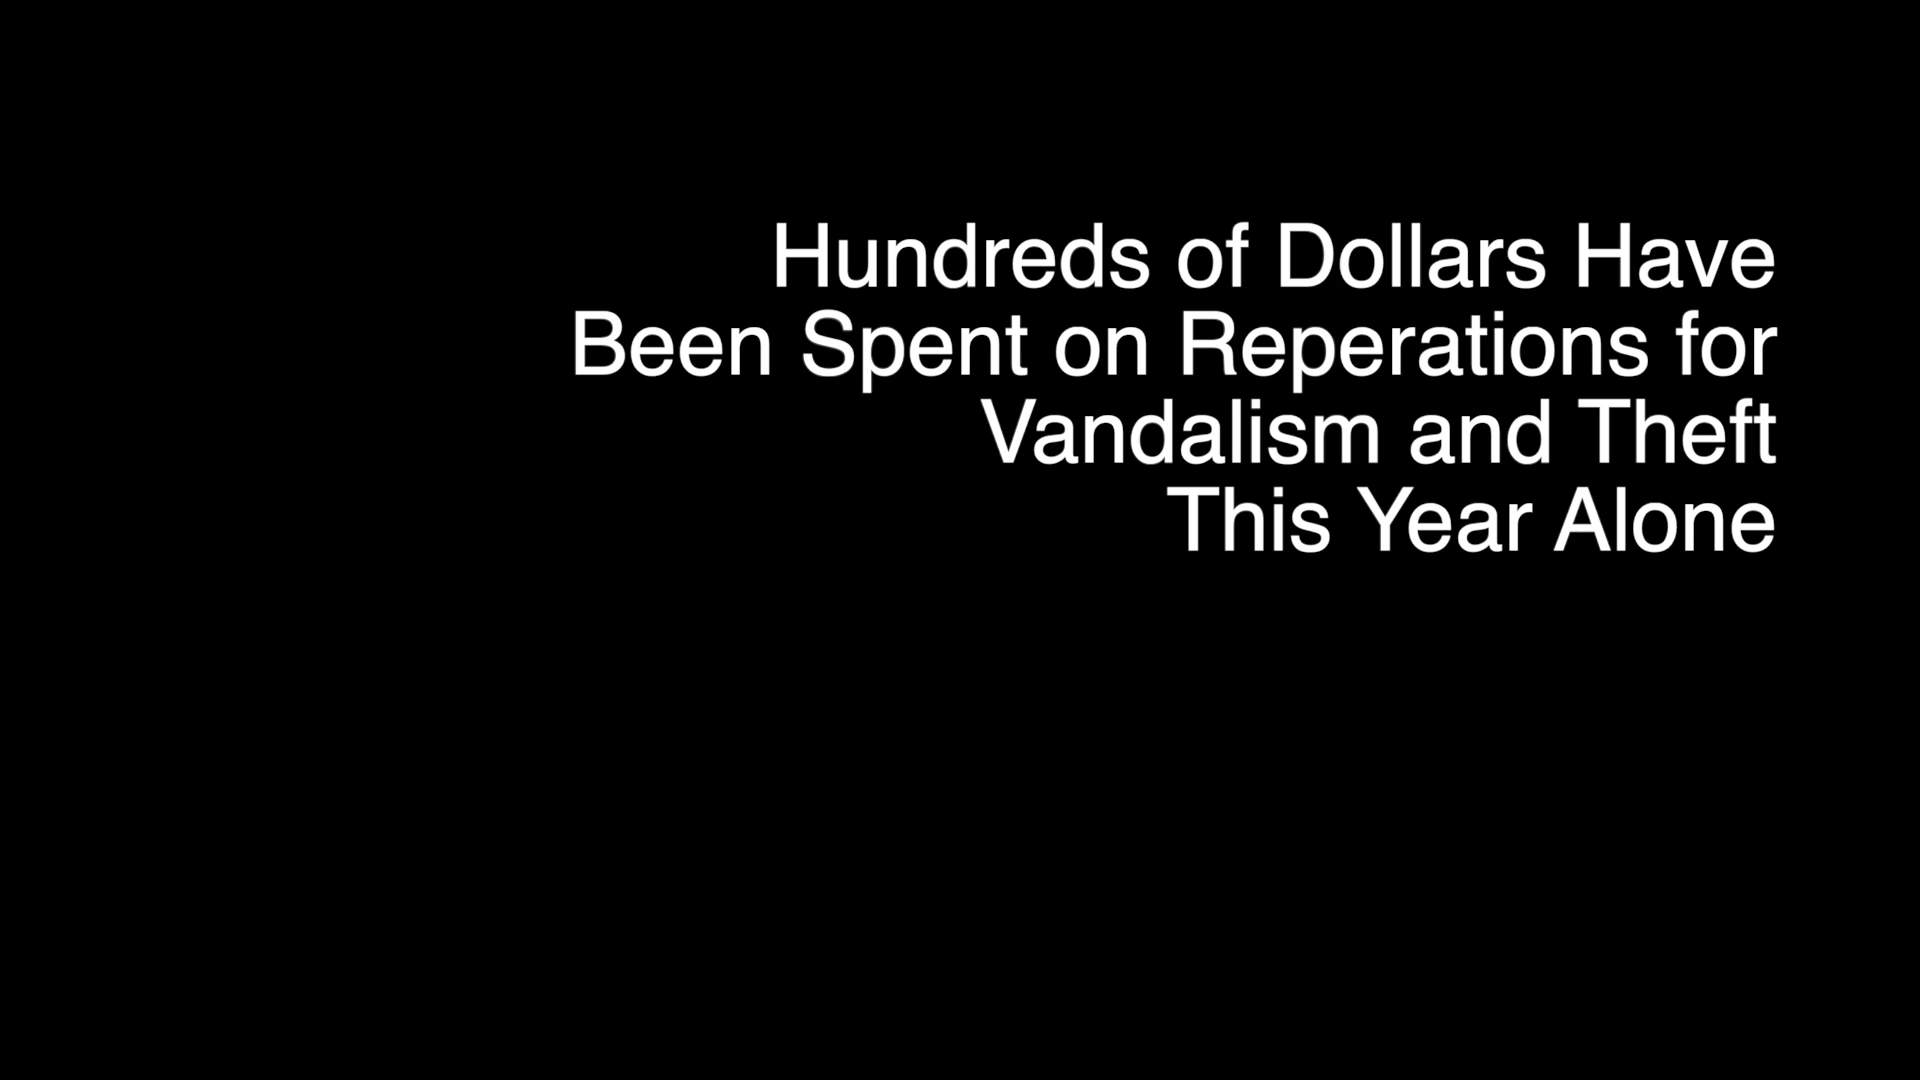 Hundreds of Dollars Have
Been Spent on Reperations for
Vandalism and Theft
This Year Alone